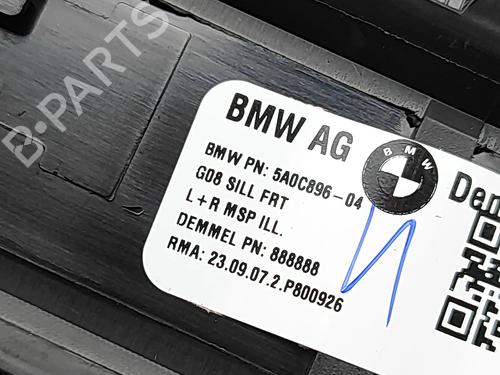 B-PARTS
BMW AG
BMW
BMW PN: 5A0C896-04
G08 SILL FRT
L+R MSP ILL.
DEMMEL PN: 888888
RMA: 23.09.07.2.P800926
Dem